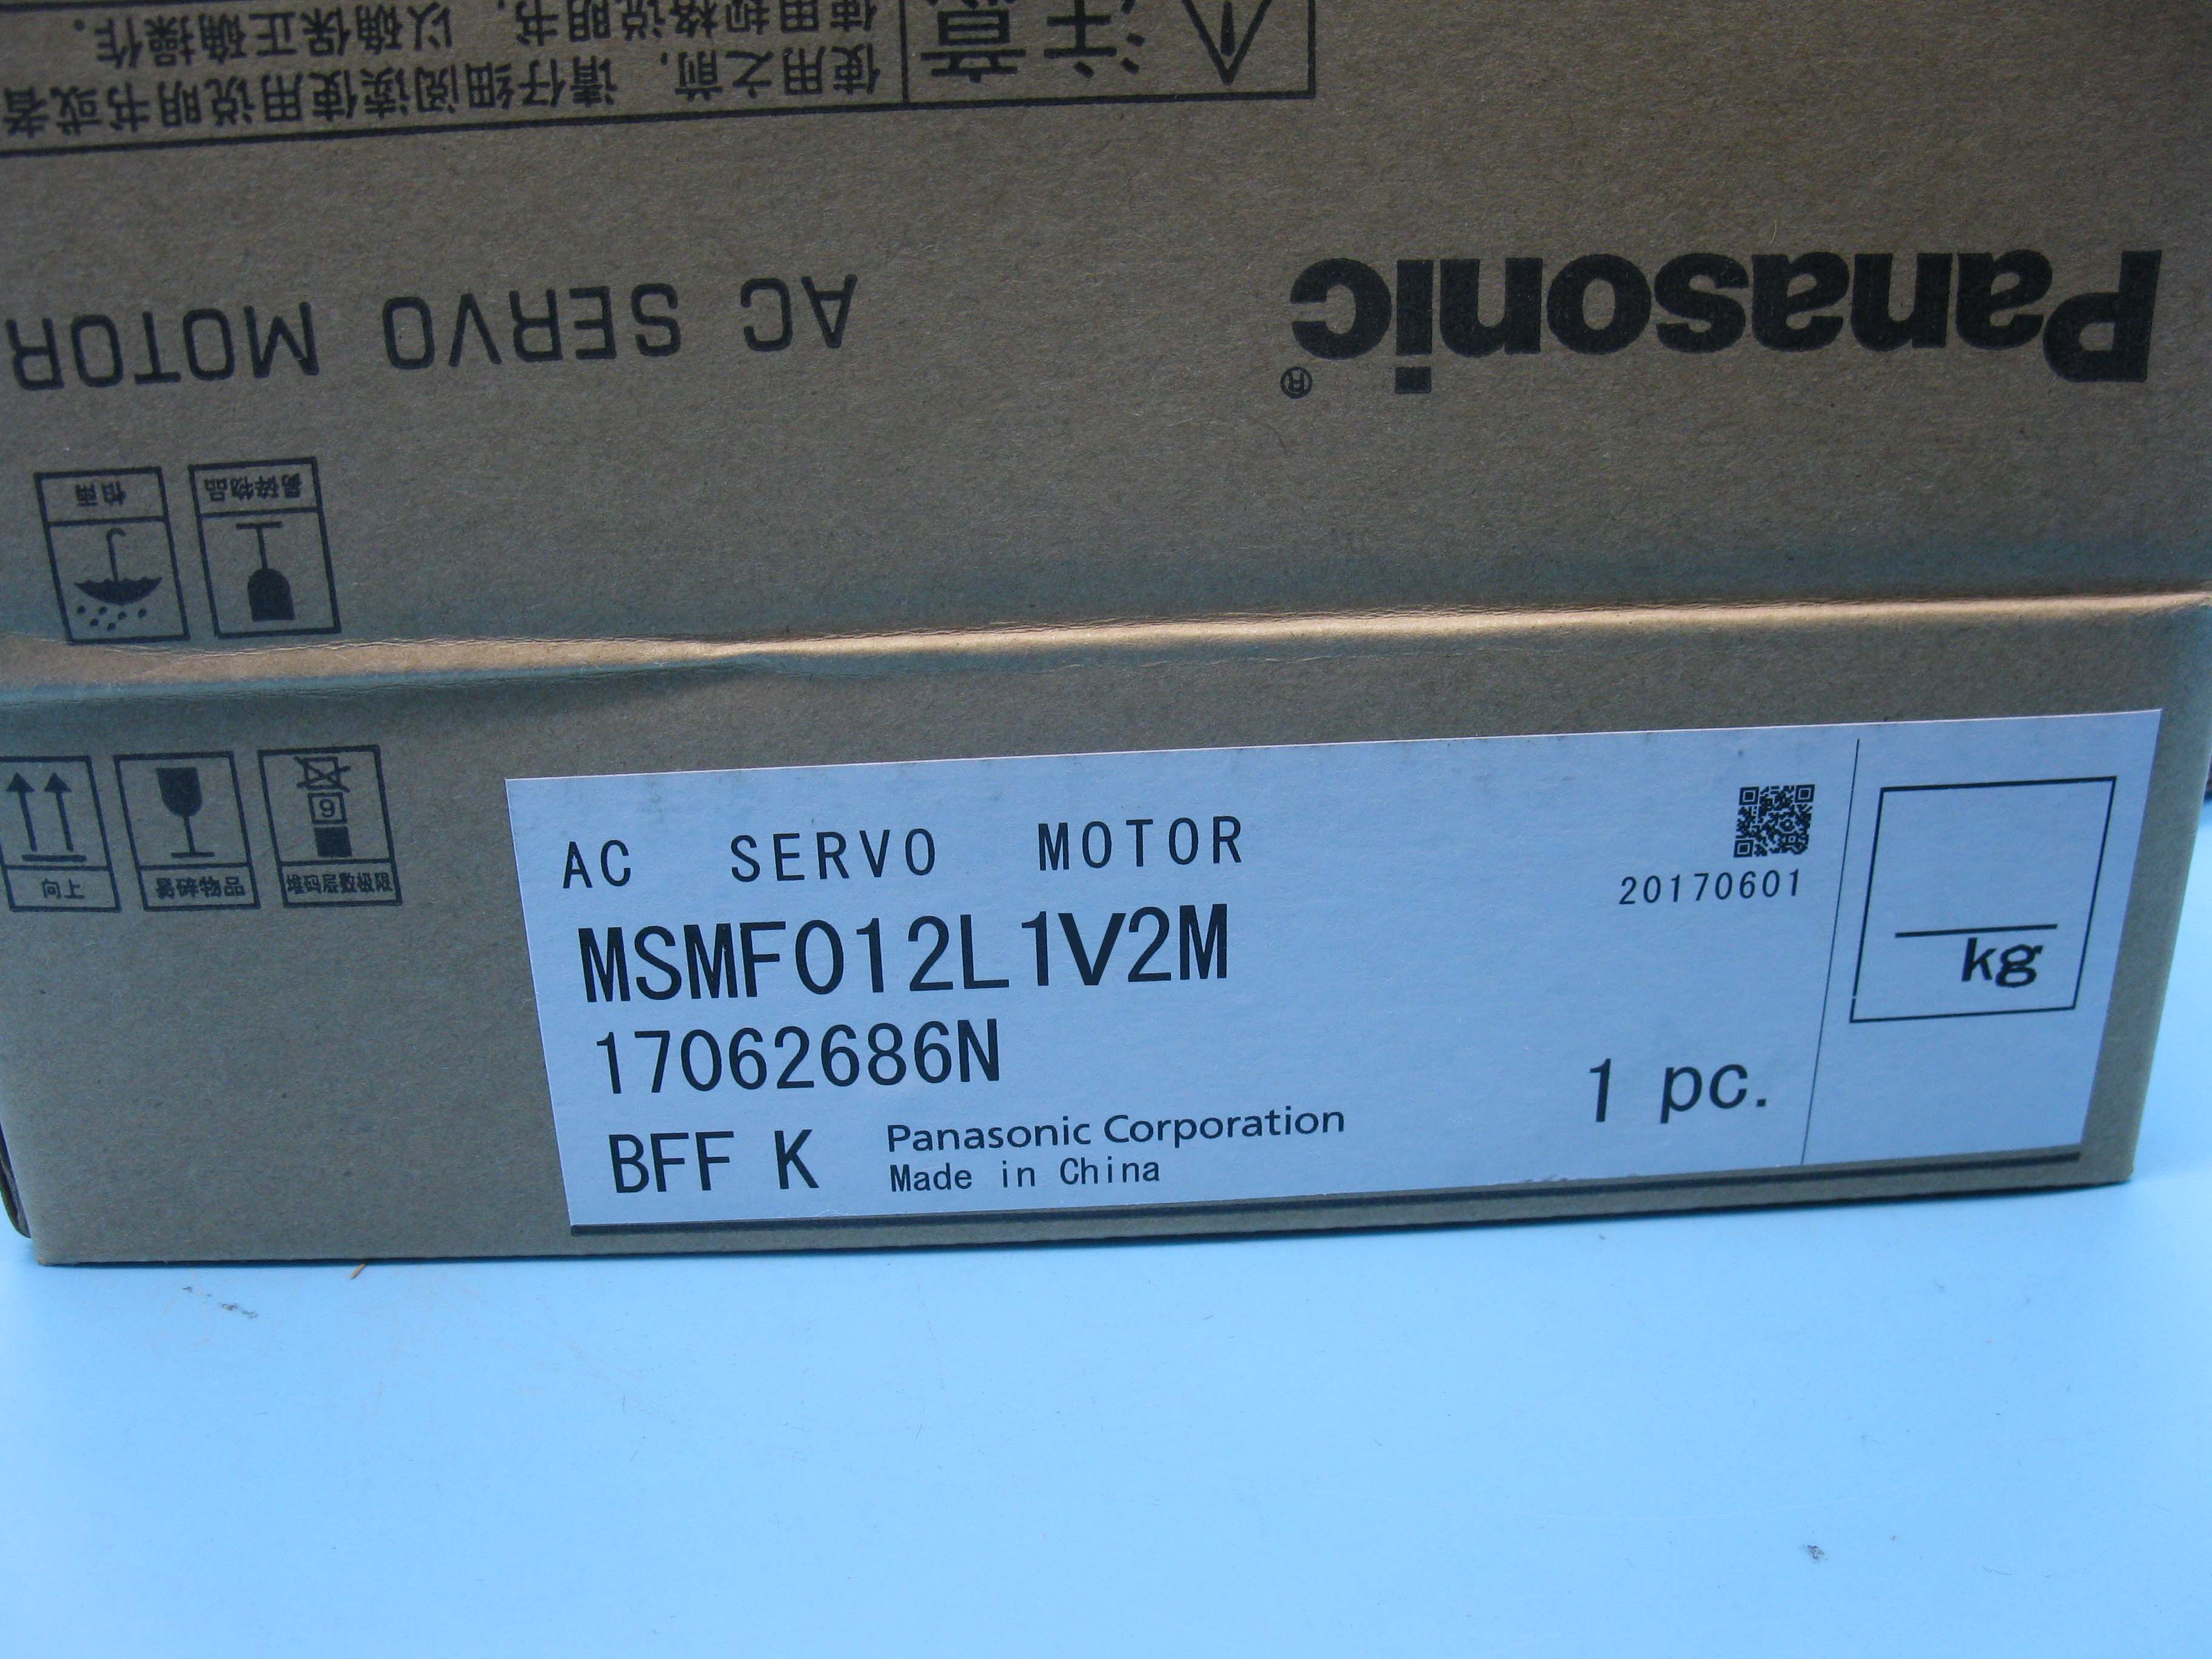 注意
使用之前，请仔细阅读使用说明书或者
使用规格说明书，以确保正确操作．
Panasonic®
AC SERVO MOTOR
易碎物品
怕雨
向上
易碎物品
9
堆码层数极限
AC SERVO MOTOR
20170601
MSMF012L1V2M
17062686N
BFF K
Panasonic Corporation
Made in China
1 pc.
kg